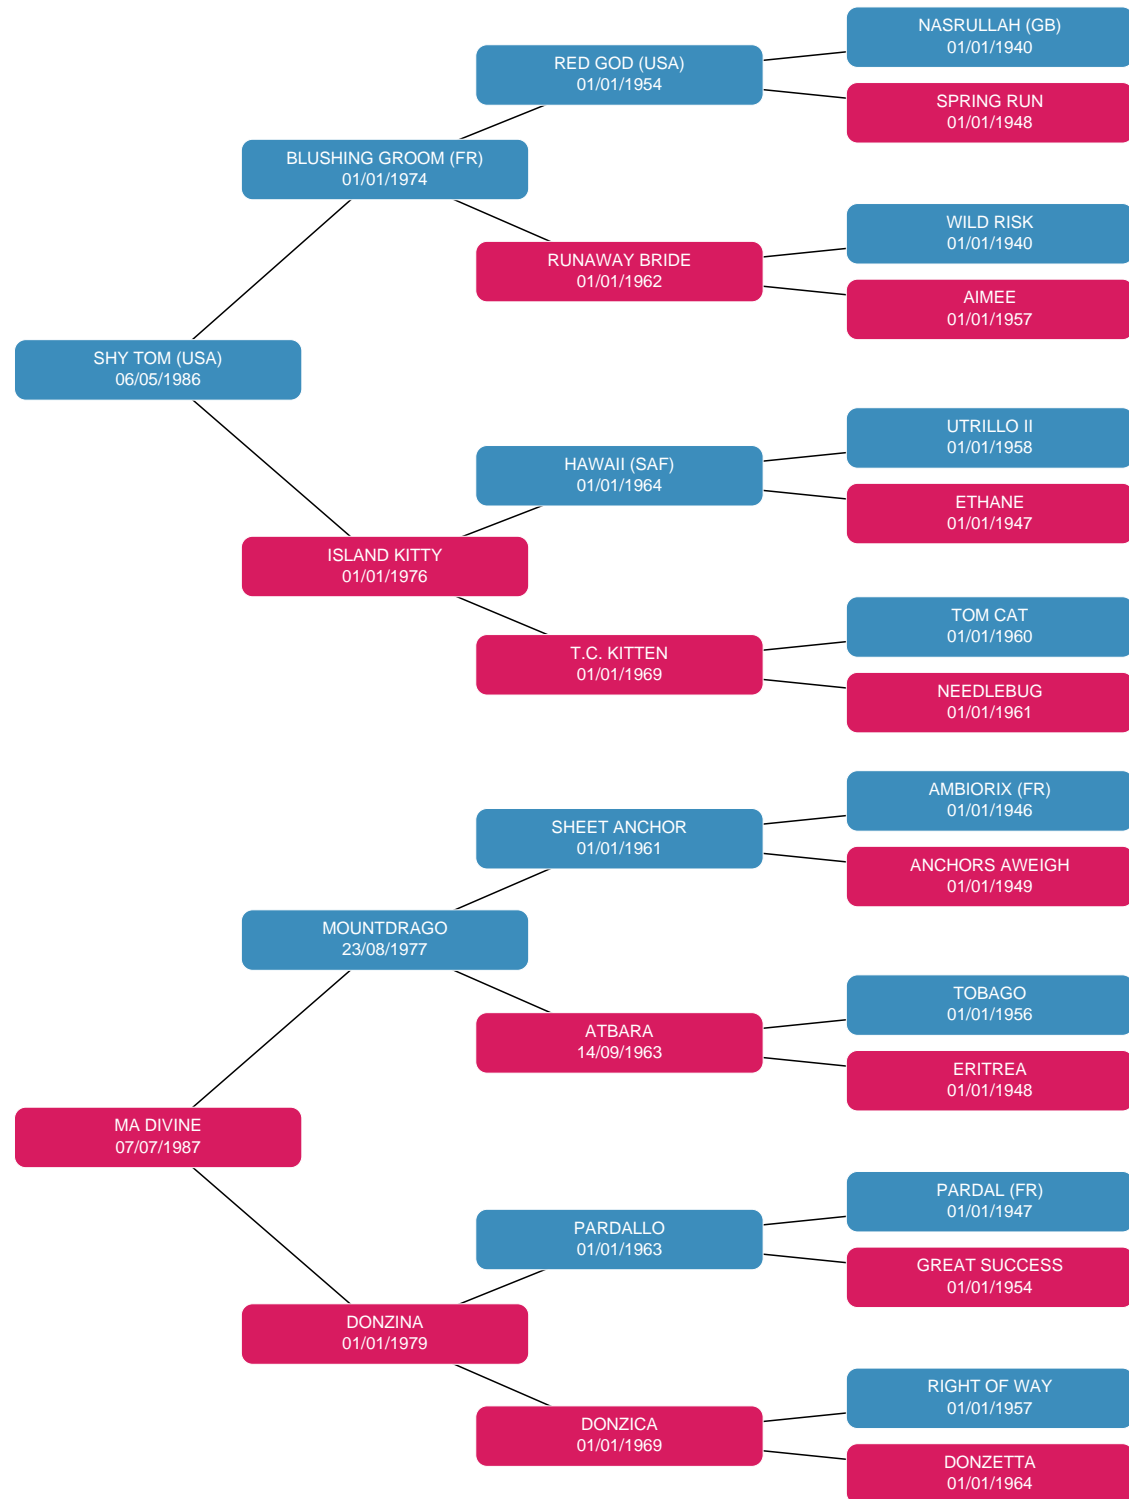 NASRULLAH (GB)
01/01/1940
RED GOD (USA)
01/01/1954
SPRING RUN
01/01/1948
BLUSHING GROOM (FR)
01/01/1974
WILD RISK
01/01/1940
RUNAWAY BRIDE
01/01/1962
AIMEE
01/01/1957
SHY TOM (USA)
06/05/1986
UTRILLO II
01/01/1958
HAWAII (SAF)
01/01/1964
ETHANE
01/01/1947
ISLAND KITTY
01/01/1976
TOM CAT
01/01/1960
T.C. KITTEN
01/01/1969
NEEDLEBUG
01/01/1961
AMBIORIX (FR)
01/01/1946
SHEET ANCHOR
01/01/1961
ANCHORS AWEIGH
01/01/1949
MOUNTDRAGO
23/08/1977
TOBAGO
01/01/1956
ATBARA
14/09/1963
ERITREA
01/01/1948
MA DIVINE
07/07/1987
PARDAL (FR)
01/01/1947
PARDALLO
01/01/1963
GREAT SUCCESS
01/01/1954
DONZINA
01/01/1979
RIGHT OF WAY
01/01/1957
DONZICA
01/01/1969
DONZETTA
01/01/1964